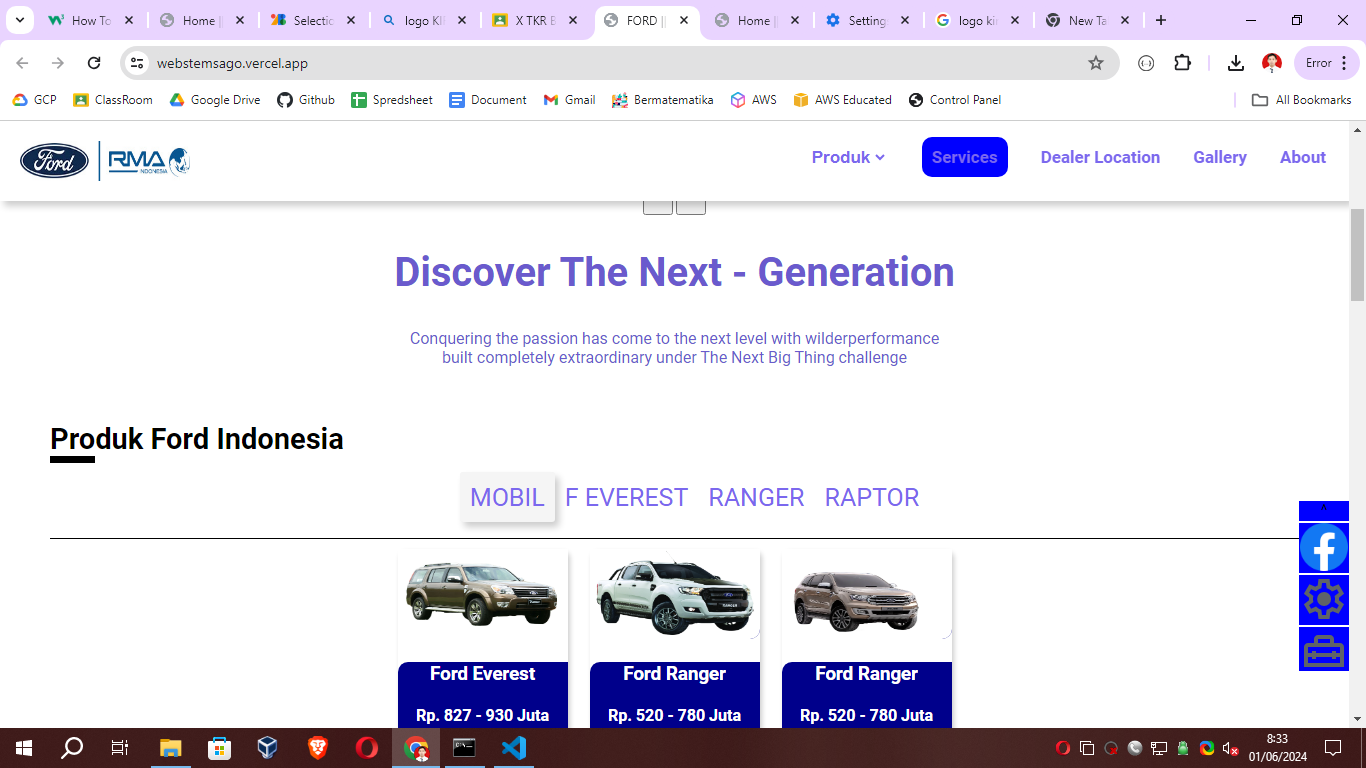 How To
Home ||
Selectio
logo KI
X TKR B
FORD ||
Home ||
Setting
logo kir
New Ta
webstemsago.vercel.app
Error
GCP
ClassRoom
Google Drive
Github
Spredsheet
Document
Gmail
Bermatematika
AWS
AWS Educated
Control Panel
All Bookmarks
Ford
RMA
INDONESIA
Produk
Services
Dealer Location
Gallery
About
Discover The Next - Generation
Conquering the passion has come to the next level with wilderperformance
built completely extraordinary under The Next Big Thing challenge
Produk Ford Indonesia
MOBIL
F EVEREST
RANGER
RAPTOR
^
Ford Everest
Ford Ranger
Ford Ranger
Rp. 827 - 930 Juta
Rp. 520 - 780 Juta
Rp. 520 - 780 Juta
8:33
01/06/2024